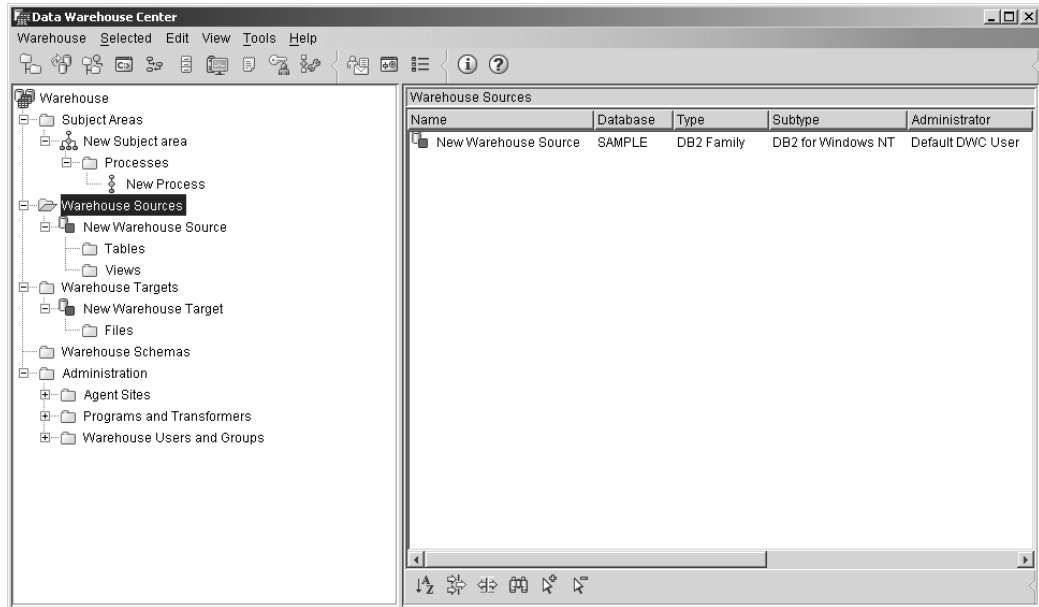 Data Warehouse Center
Warehouse Selected Edit View Tools Help
Warehouse
Subject Areas
New Subject area
Processes
New Process
Warehouse Sources
New Warehouse Source
Tables
Views
Warehouse Targets
New Warehouse Target
Files
Warehouse Schemas
Administration
Agent Sites
Programs and Transformers
Warehouse Users and Groups
Warehouse Sources
Name Database Type Subtype Administrator
New Warehouse Source SAMPLE DB2 Family DB2 for Windows NT Default DWC User